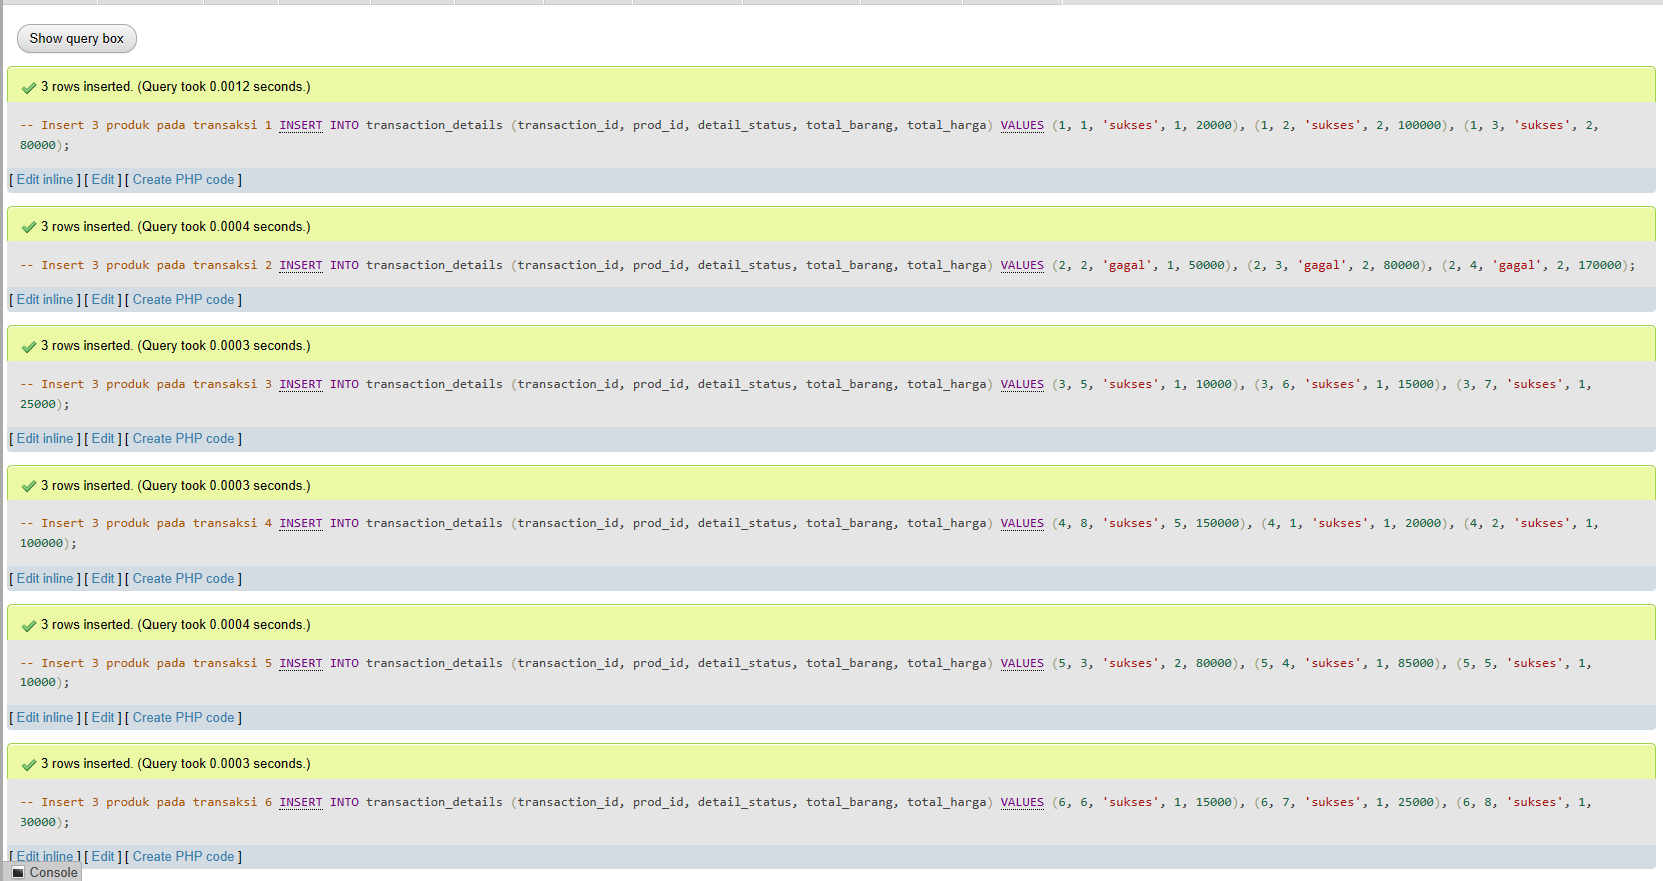 Show query box
3 rows inserted. (Query took 0.0012 seconds.)
-- Insert 3 produk pada transaksi 1 INSERT INTO transaction_details (transaction_id, prod_id, detail_status, total_barang, total_harga) VALUES (1, 1, 'sukses', 1, 20000), (1, 2, 'sukses', 2, 100000), (1, 3, 'sukses', 2,
80000);
[ Edit inline ] [ Edit ] [ Create PHP code ]
3 rows inserted. (Query took 0.0004 seconds.)
-- Insert 3 produk pada transaksi 2 INSERT INTO transaction_details (transaction_id, prod_id, detail_status, total_barang, total_harga) VALUES (2, 2, 'gagal', 1, 50000), (2, 3, 'gagal', 2, 80000), (2, 4, 'gagal', 2, 170000);
[ Edit inline ] [ Edit ] [ Create PHP code ]
3 rows inserted. (Query took 0.0003 seconds.)
-- Insert 3 produk pada transaksi 3 INSERT INTO transaction_details (transaction_id, prod_id, detail_status, total_barang, total_harga) VALUES (3, 5, 'sukses', 1, 10000), (3, 6, 'sukses', 1, 15000), (3, 7, 'sukses', 1,
25000);
[ Edit inline ] [ Edit ] [ Create PHP code ]
3 rows inserted. (Query took 0.0003 seconds.)
-- Insert 3 produk pada transaksi 4 INSERT INTO transaction_details (transaction_id, prod_id, detail_status, total_barang, total_harga) VALUES (4, 8, 'sukses', 5, 150000), (4, 1, 'sukses', 1, 20000), (4, 2, 'sukses', 1,
100000);
[ Edit inline ] [ Edit ] [ Create PHP code ]
3 rows inserted. (Query took 0.0004 seconds.)
-- Insert 3 produk pada transaksi 5 INSERT INTO transaction_details (transaction_id, prod_id, detail_status, total_barang, total_harga) VALUES (5, 3, 'sukses', 2, 80000), (5, 4, 'sukses', 1, 85000), (5, 5, 'sukses', 1,
10000);
[ Edit inline ] [ Edit ] [ Create PHP code ]
3 rows inserted. (Query took 0.0003 seconds.)
-- Insert 3 produk pada transaksi 6 INSERT INTO transaction_details (transaction_id, prod_id, detail_status, total_barang, total_harga) VALUES (6, 6, 'sukses', 1, 15000), (6, 7, 'sukses', 1, 25000), (6, 8, 'sukses', 1,
30000);
[ Edit inline ] [ Edit ] [ Create PHP code ]
Console